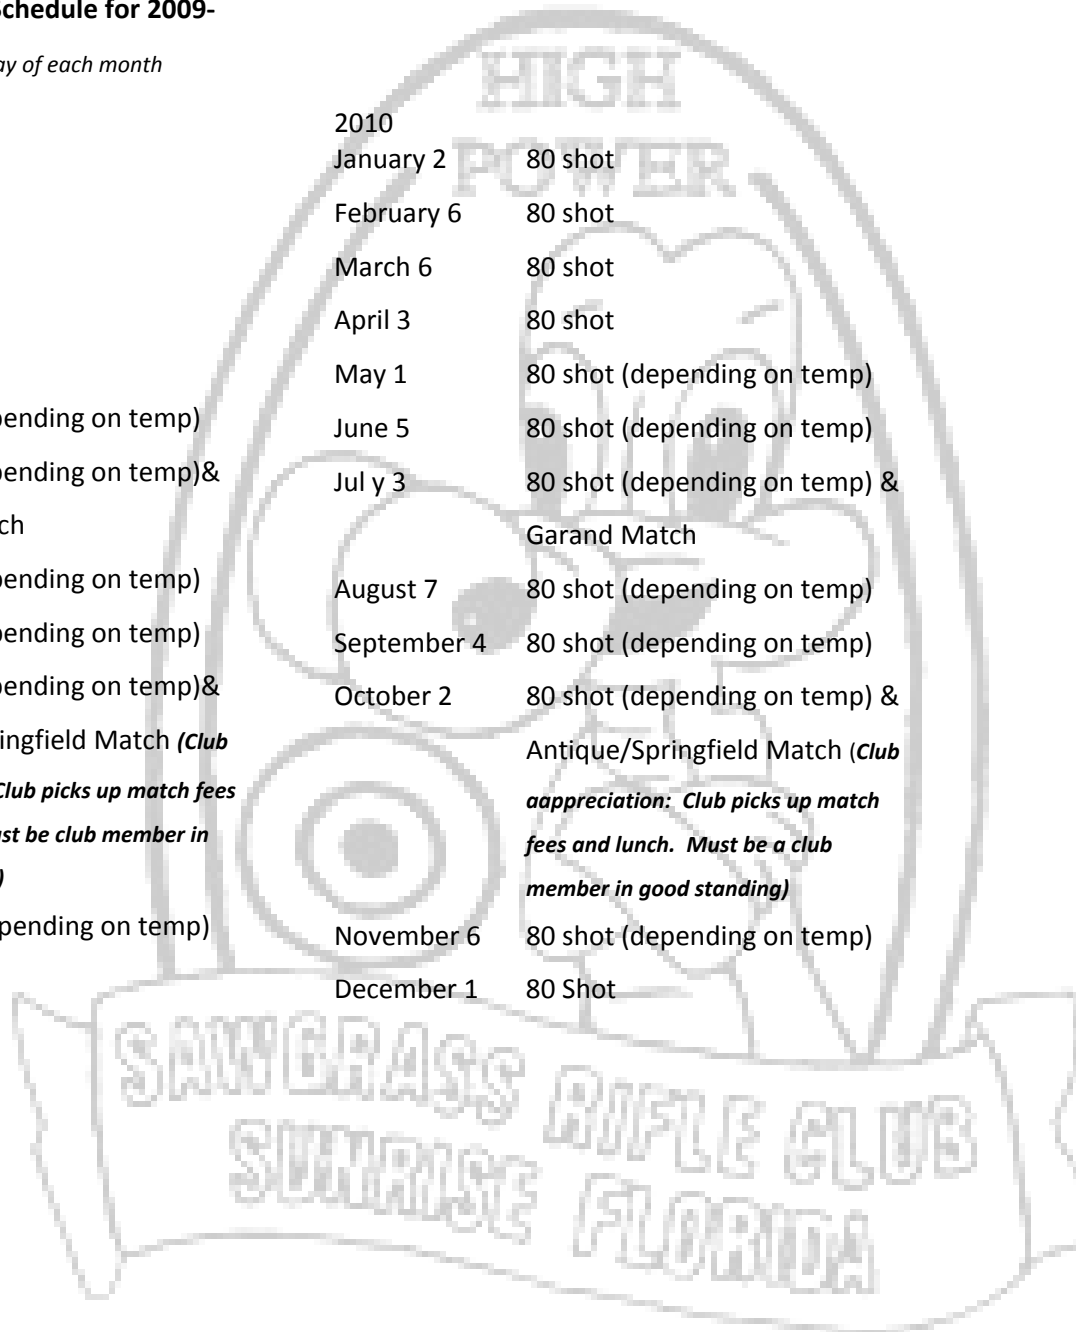 Schedule for 2009-
ay of each month
pending on temp)
pending on temp)&
ch
pending on temp)
pending on temp)
pending on temp)&
ringfield Match (Club
Club picks up match fees
ust be club member in
)
pending on temp)
2010
January 2 80 shot
February 6 80 shot
March 6 80 shot
April 3 80 shot
May 1 80 shot (depending on temp)
June 5 80 shot (depending on temp)
Jul y 3 80 shot (depending on temp) &
Garand Match
August 7 80 shot (depending on temp)
September 4 80 shot (depending on temp)
October 2 80 shot (depending on temp) &
Antique/Springfield Match (Club
aappreciation: Club picks up match
fees and lunch. Must be a club
member in good standing)
November 6 80 shot (depending on temp)
December 1 80 Shot
HIGH
POWER
SAWGRASS RIFLE CLUB
SUNRISE FLORIDA